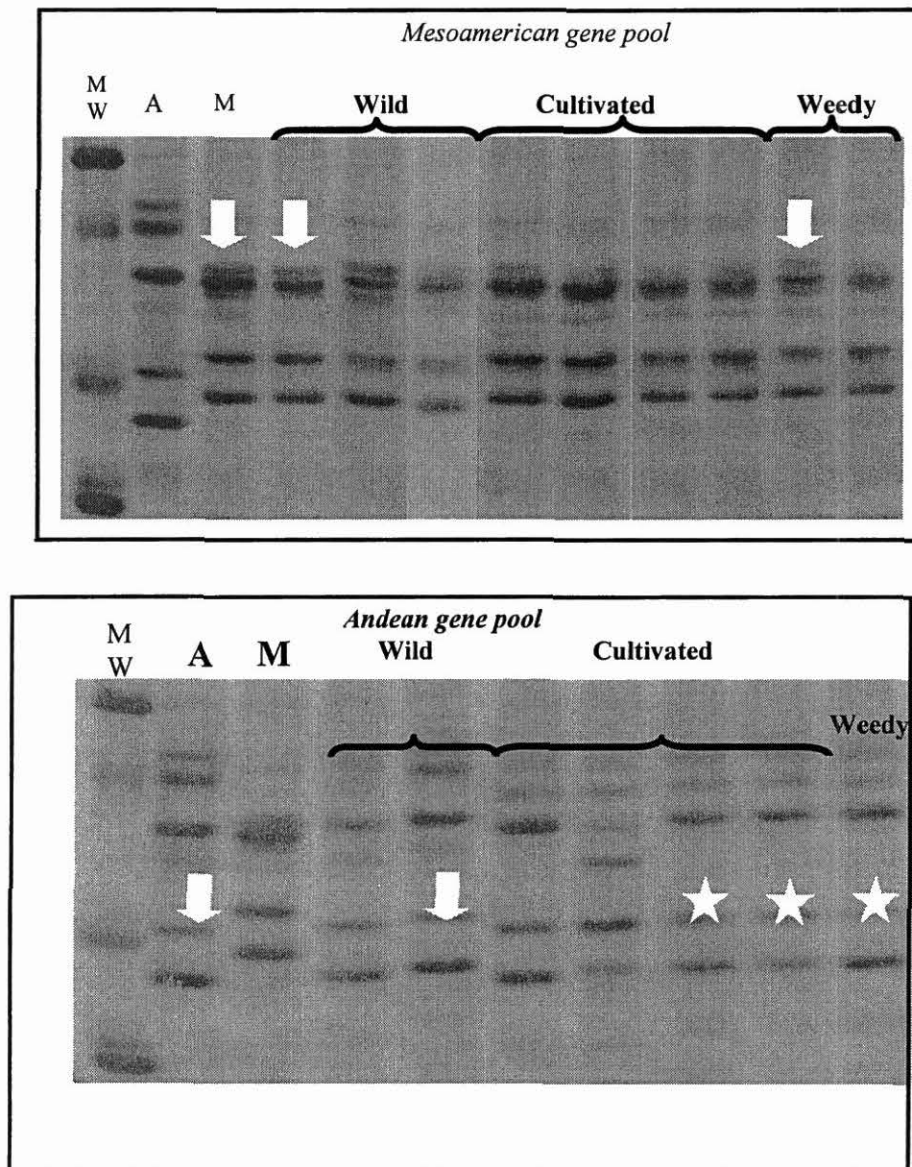 Mesoamerican gene pool
M
W
A
M
Wild
Cultivated
Weedy
Andean gene pool
M
W
A
M
Wild
Cultivated
Weedy